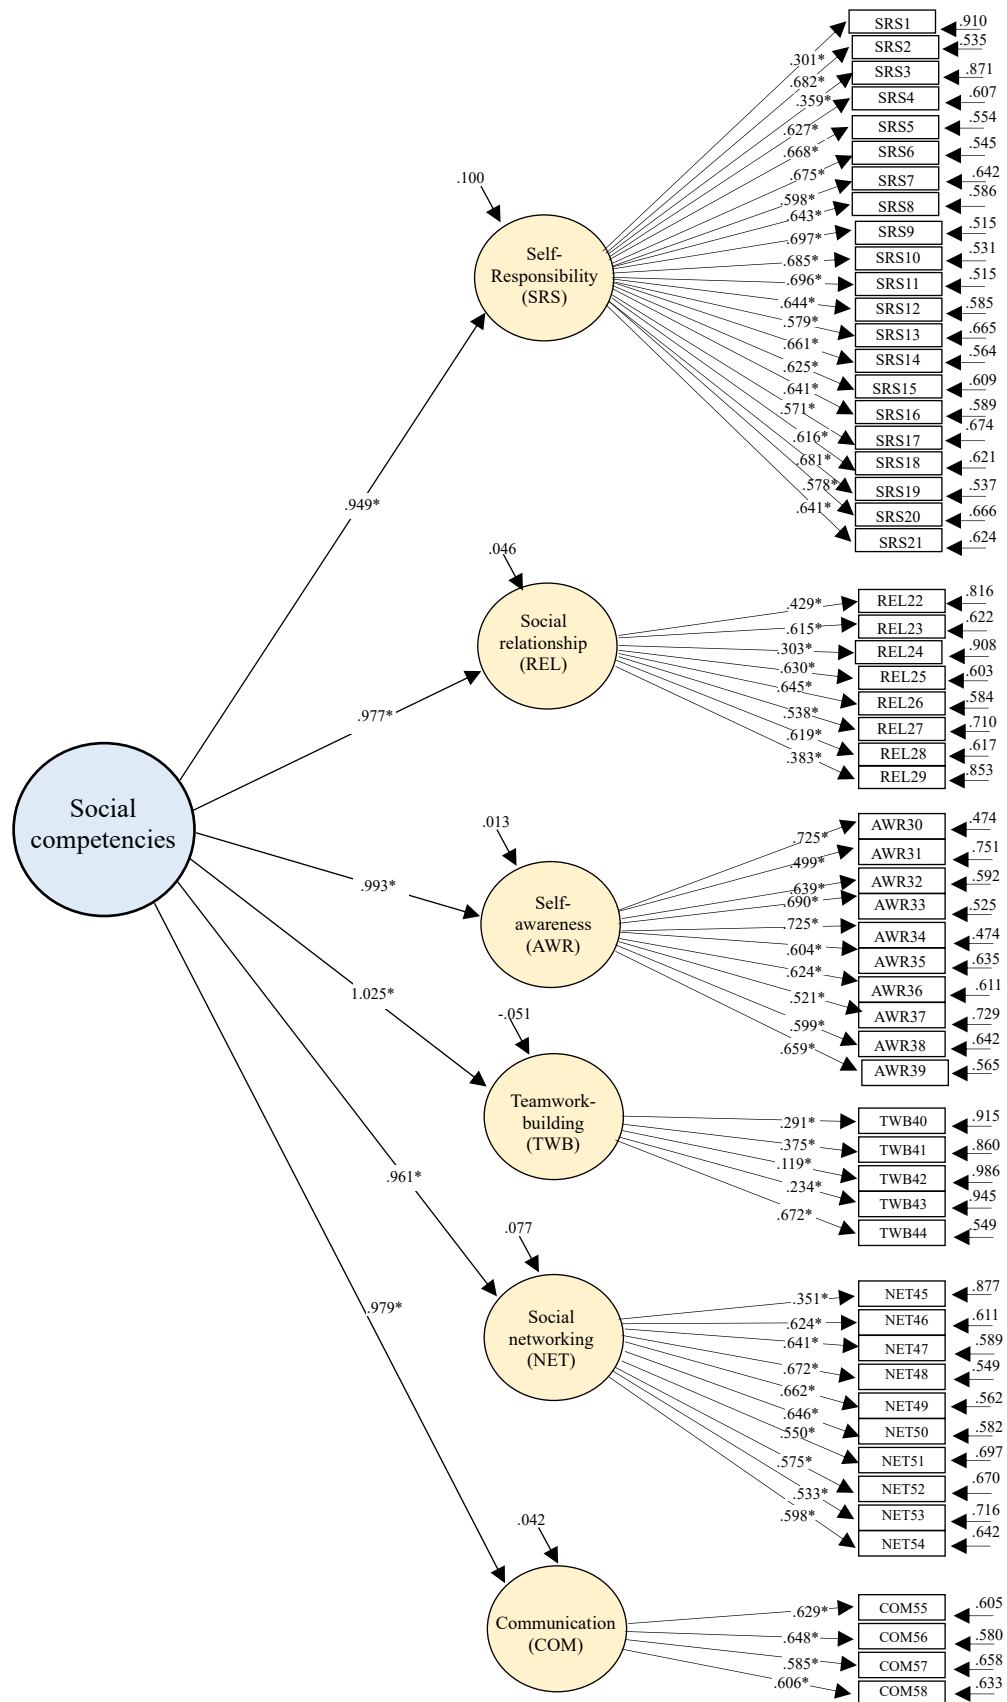 SRS1
.910
SRS2
.535
.301*
SRS3
.871
.682*
.359*
SRS4
.607
SRS5
.554
.627*
.668*
SRS6
.545
.675*
SRS7
.642
.598*
SRS8
.586
.643*
SRS9
.515
.697*
SRS10
.531
.685*
SRS11
.515
.696*
SRS12
.585
.644*
SRS13
.665
.579*
SRS14
.564
.661*
SRS15
.609
.625*
SRS16
.589
.641*
SRS17
.674
.571*
SRS18
.621
.616*
SRS19
.537
.681*
SRS20
.666
.578*
SRS21
.624
.641*
.100
Self-
Responsibility
(SRS)
.949*
.046
Social
relationship
(REL)
.429*
REL22
.816
.615*
REL23
.622
.303*
REL24
.908
.630*
REL25
.603
.645*
REL26
.584
.538*
REL27
.710
.619*
REL28
.617
.383*
REL29
.853
.977*
Social
competencies
.013
Self-
awareness
(AWR)
.993*
.725*
AWR30
.474
.499*
AWR31
.751
.639*
AWR32
.592
.690*
AWR33
.525
.725*
AWR34
.474
.604*
AWR35
.635
.624*
AWR36
.611
.521*
AWR37
.729
.599*
AWR38
.642
.659*
AWR39
.565
1.025*
-.051
Teamwork-
building
(TWB)
.291*
TWB40
.915
.375*
TWB41
.860
.119*
TWB42
.986
.234*
TWB43
.945
.672*
TWB44
.549
.961*
.077
Social
networking
(NET)
.351*
NET45
.877
.624*
NET46
.611
.641*
NET47
.589
.672*
NET48
.549
.662*
NET49
.562
.646*
NET50
.582
.550*
NET51
.697
.575*
NET52
.670
.533*
NET53
.716
.598*
NET54
.642
.979*
.042
Communication
(COM)
.629*
COM55
.605
.648*
COM56
.580
.585*
COM57
.658
.606*
COM58
.633